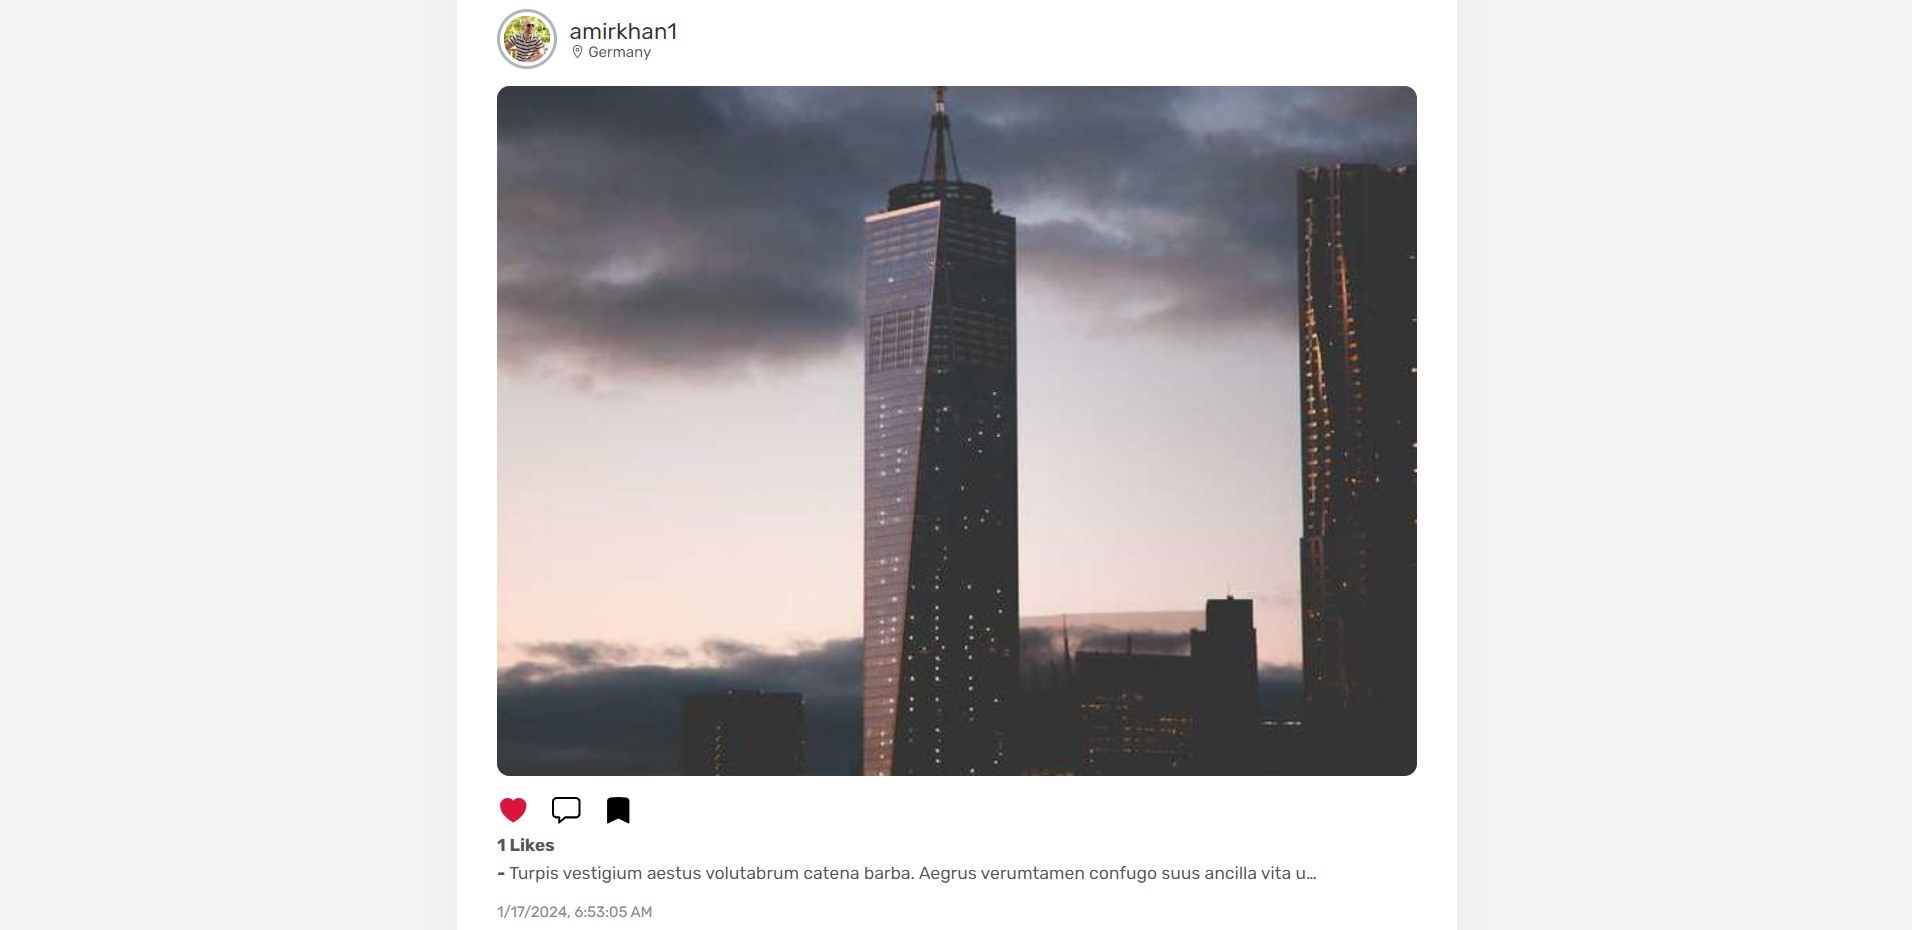 amirkhan1
Germany
1 Likes
- Turpis vestigium aestus volutabrum catena barba. Aegrus verumtamen confugo suus ancilla vita u...
1/17/2024, 6:53:05 AM